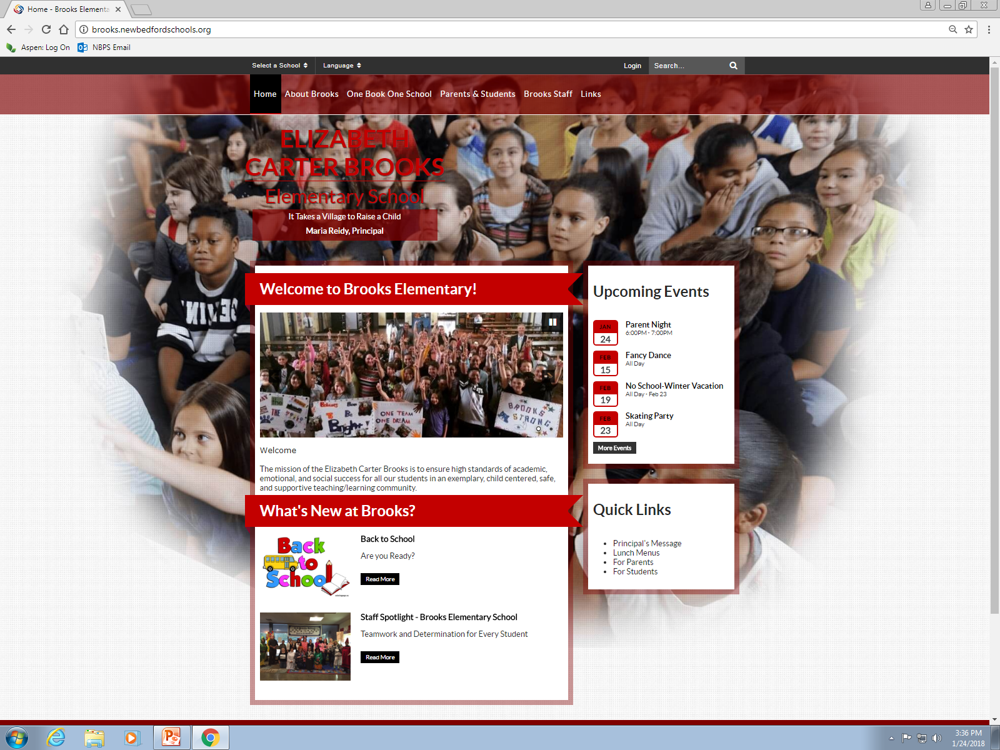 Home - Brooks Elementa
brooks.newbedfordschools.org
Aspen: Log On NBPS Email
Select a School Language Login Search...
Home About Brooks One Book One School Parents & Students Brooks Staff Links
ELIZABETH
CARTER BROOKS
Elementary School
It Takes a Village to Raise a Child
Maria Reidy, Principal
Welcome to Brooks Elementary!
ONE TEAM
ONE DREAM
Bright
BROOKS
STRONG
Welcome
The mission of the Elizabeth Carter Brooks is to ensure high standards of academic,
emotional, and social success for all our students in an exemplary, child centered, safe,
and supportive teaching/learning community.
What's New at Brooks?
Back
to
School
Back to School
Are you Ready?
Read More
Staff Spotlight - Brooks Elementary School
Teamwork and Determination for Every Student
Read More
Upcoming Events
JAN
24
Parent Night
6:00PM - 7:00PM
FEB
15
Fancy Dance
All Day
FEB
19
No School-Winter Vacation
All Day - Feb 23
FEB
23
Skating Party
All Day
More Events
Quick Links
Principal's Message
Lunch Menus
For Parents
For Students
3:36 PM
1/24/2018